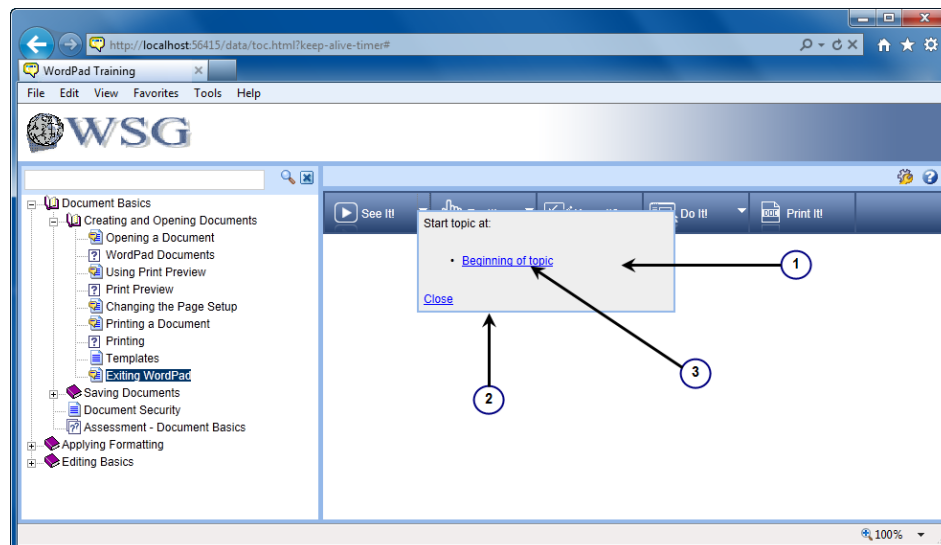 http://localhost:56415/data/toc.html?keep-alive-timer#
WordPad Training
File Edit View Favorites Tools Help
WSG
See It! Do It! Print It!
Document Basics
Creating and Opening Documents
Opening a Document
WordPad Documents
Using Print Preview
Print Preview
Changing the Page Setup
Printing a Document
Printing
Templates
Exiting WordPad
Saving Documents
Document Security
Assessment - Document Basics
Applying Formatting
Editing Basics
Start topic at:
• Beginning of topic
Close
1
2
3
100%